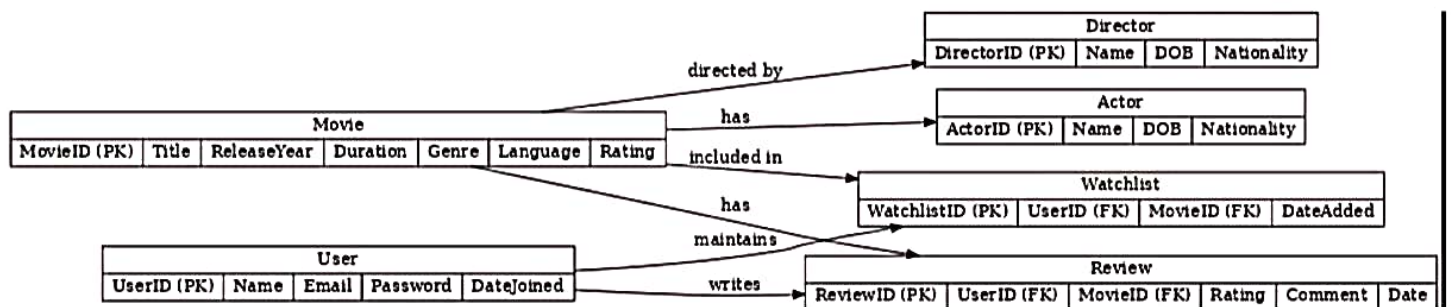 Director
DirectorID (PK) Name DOB Nationality
directed by
Actor
ActorID (PK) Name DOB Nationality
has
Movie
MovieID (PK) Title ReleaseYear Duration Genre Language Rating
included in
Watchlist
WatchlistID (PK) UserID (FK) MovieID (FK) DateAdded
has
maintains
User
UserID (PK) Name Email Password DateJoined
writes
Review
ReviewID (PK) UserID (FK) MovieID (FK) Rating Comment Date